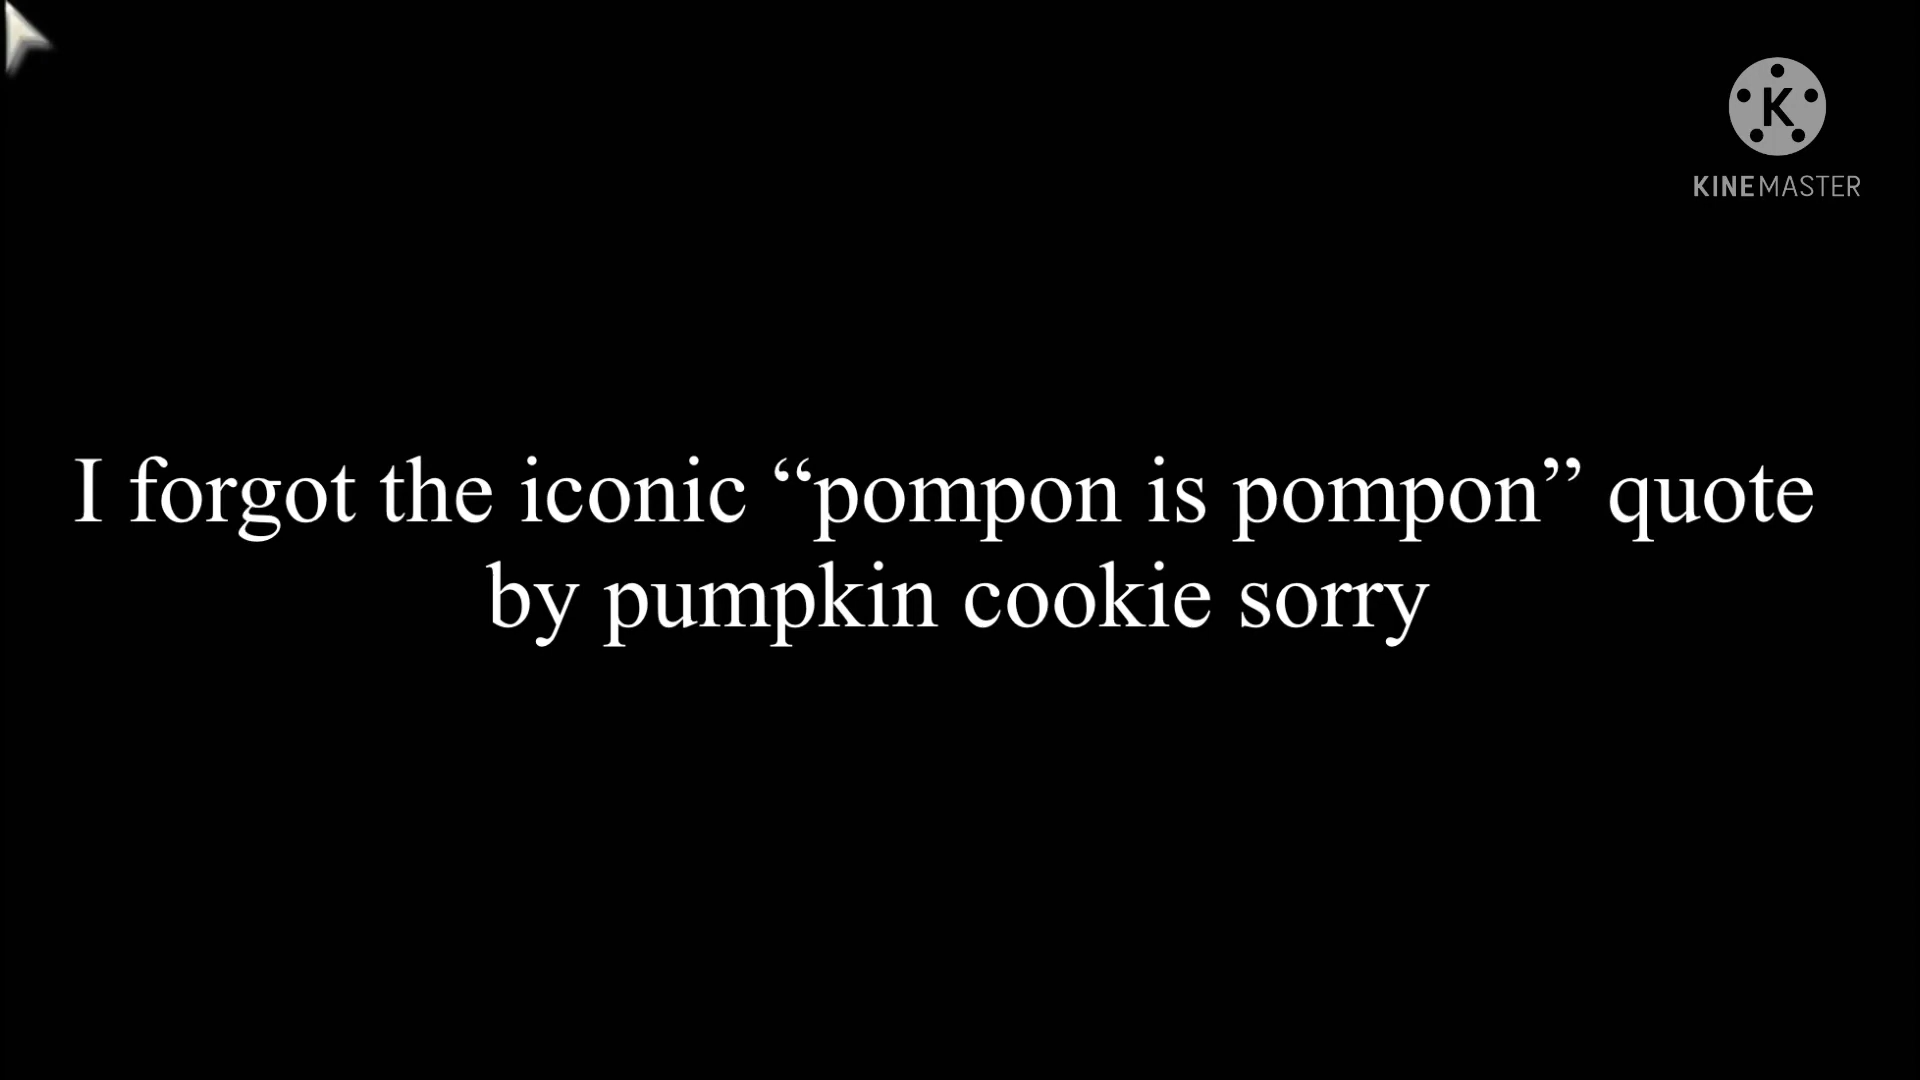 K
KINEMASTER
I forgot the iconic “pompon is pompon” quote
by pumpkin cookie sorry